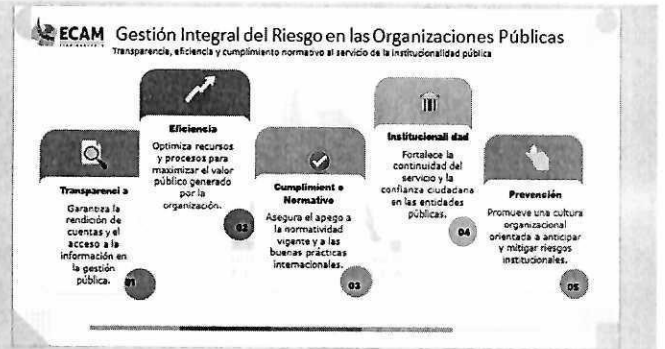 ECAM
Gestión Integral del Riesgo en las Organizaciones Públicas
Transparencia, eficiencia y cumplimiento normativo al servicio de la institucionalidad pública
Transparenci a
Garantiza la
rendición de
cuentas y el
acceso a la
información en
la gestión
pública.
01
Eficiencia
Optimiza recursos
y procesos para
maximizar el valor
público generado
por la
organización.
02
Cumplimient o
Normativo
Asegura el apego a
la normatividad
vigente y a las
buenas prácticas
internacionales.
03
Institucionali dad
Fortalece la
continuidad del
servicio y la
confianza ciudadana
en las entidades
públicas.
04
Prevención
Promueve una cultura
organizacional
orientada a anticipar
y mitigar riesgos
institucionales.
05